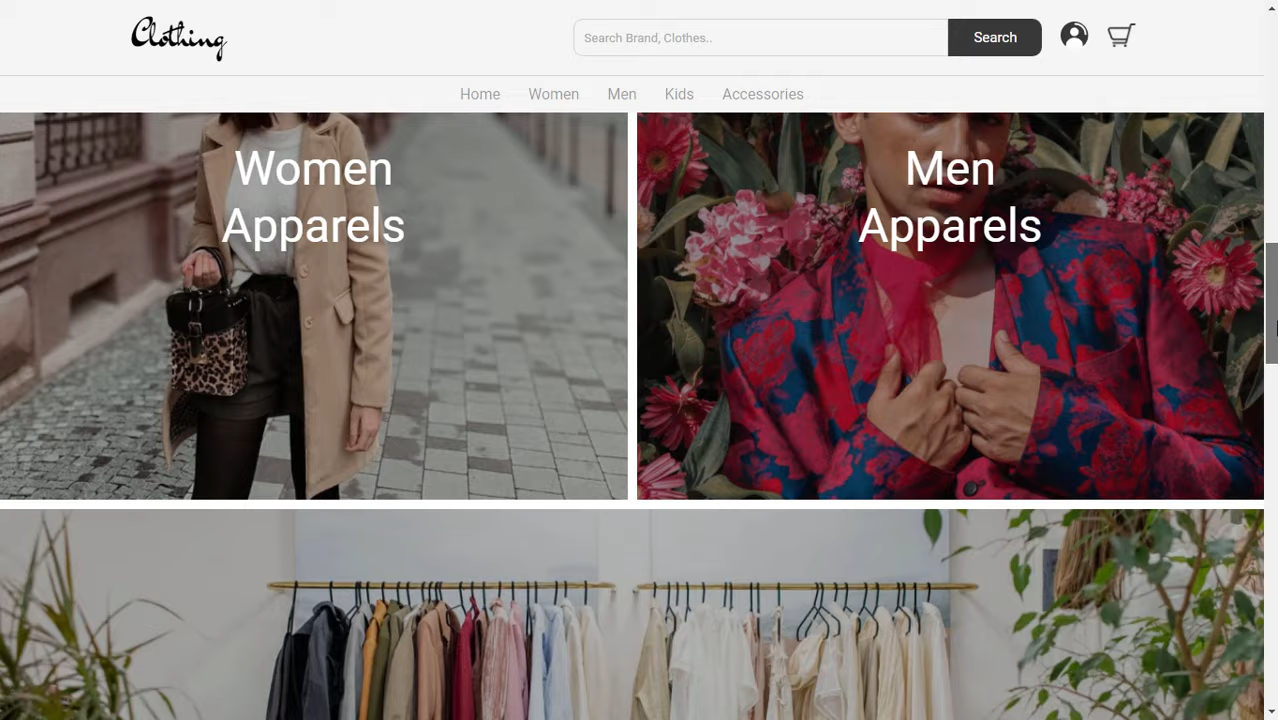 Clothing
Search Brand, Clothes..
Search
Home Women Men Kids Accessories
Women
Apparels
Men
Apparels